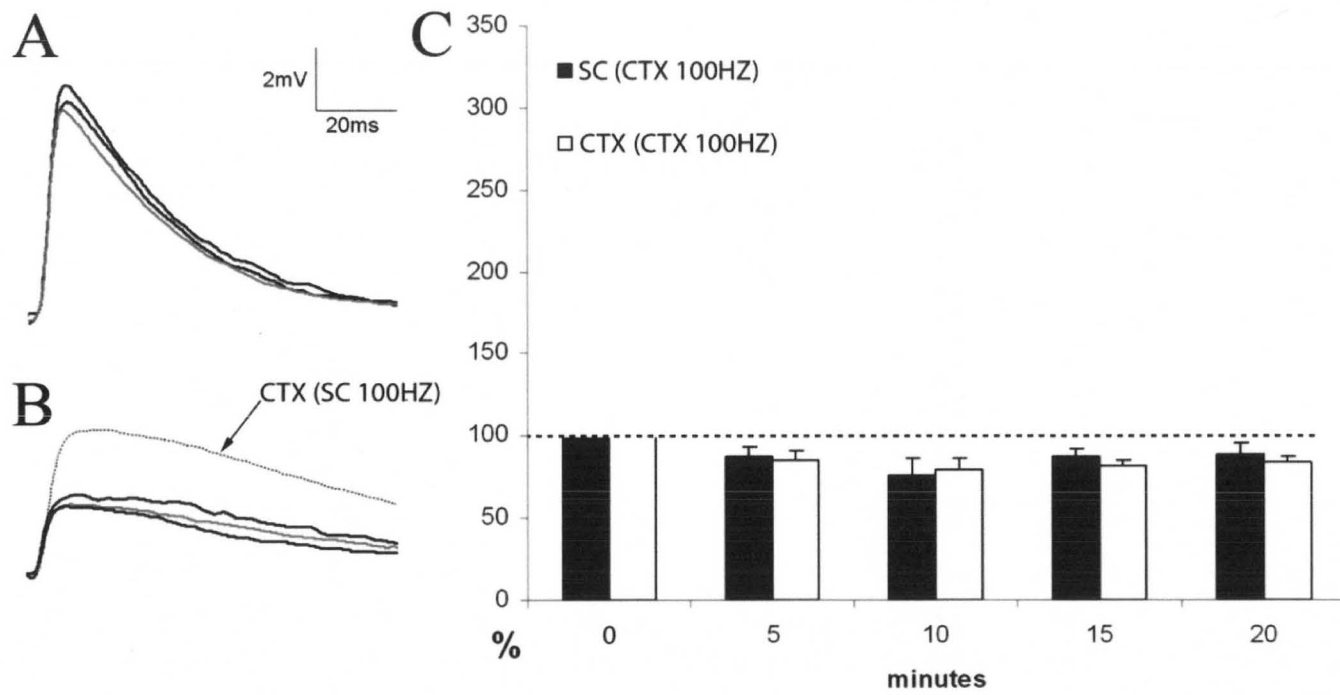 A
2mV
20ms
B
CTX (SC 100HZ)
C
350
300
250
200
150
100
50
0
SC (CTX 100HZ)
CTX (CTX 100HZ)
%
0 5 10 15 20
minutes